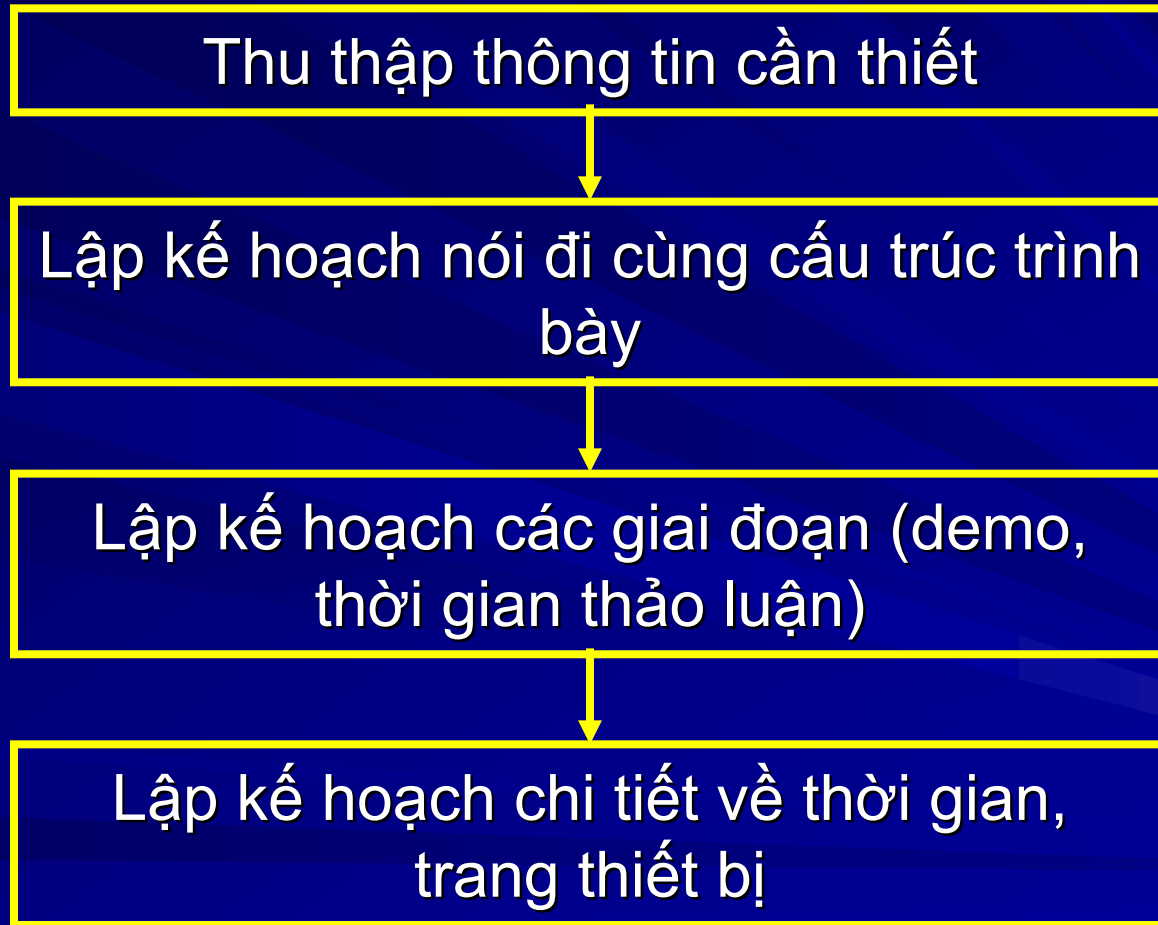 Thu thập thông tin cần thiết
Lập kế hoạch nói đi cùng cấu trúc trình
bày
Lập kế hoạch các giai đoạn (demo,
thời gian thảo luận)
Lập kế hoạch chi tiết về thời gian,
trang thiết bị